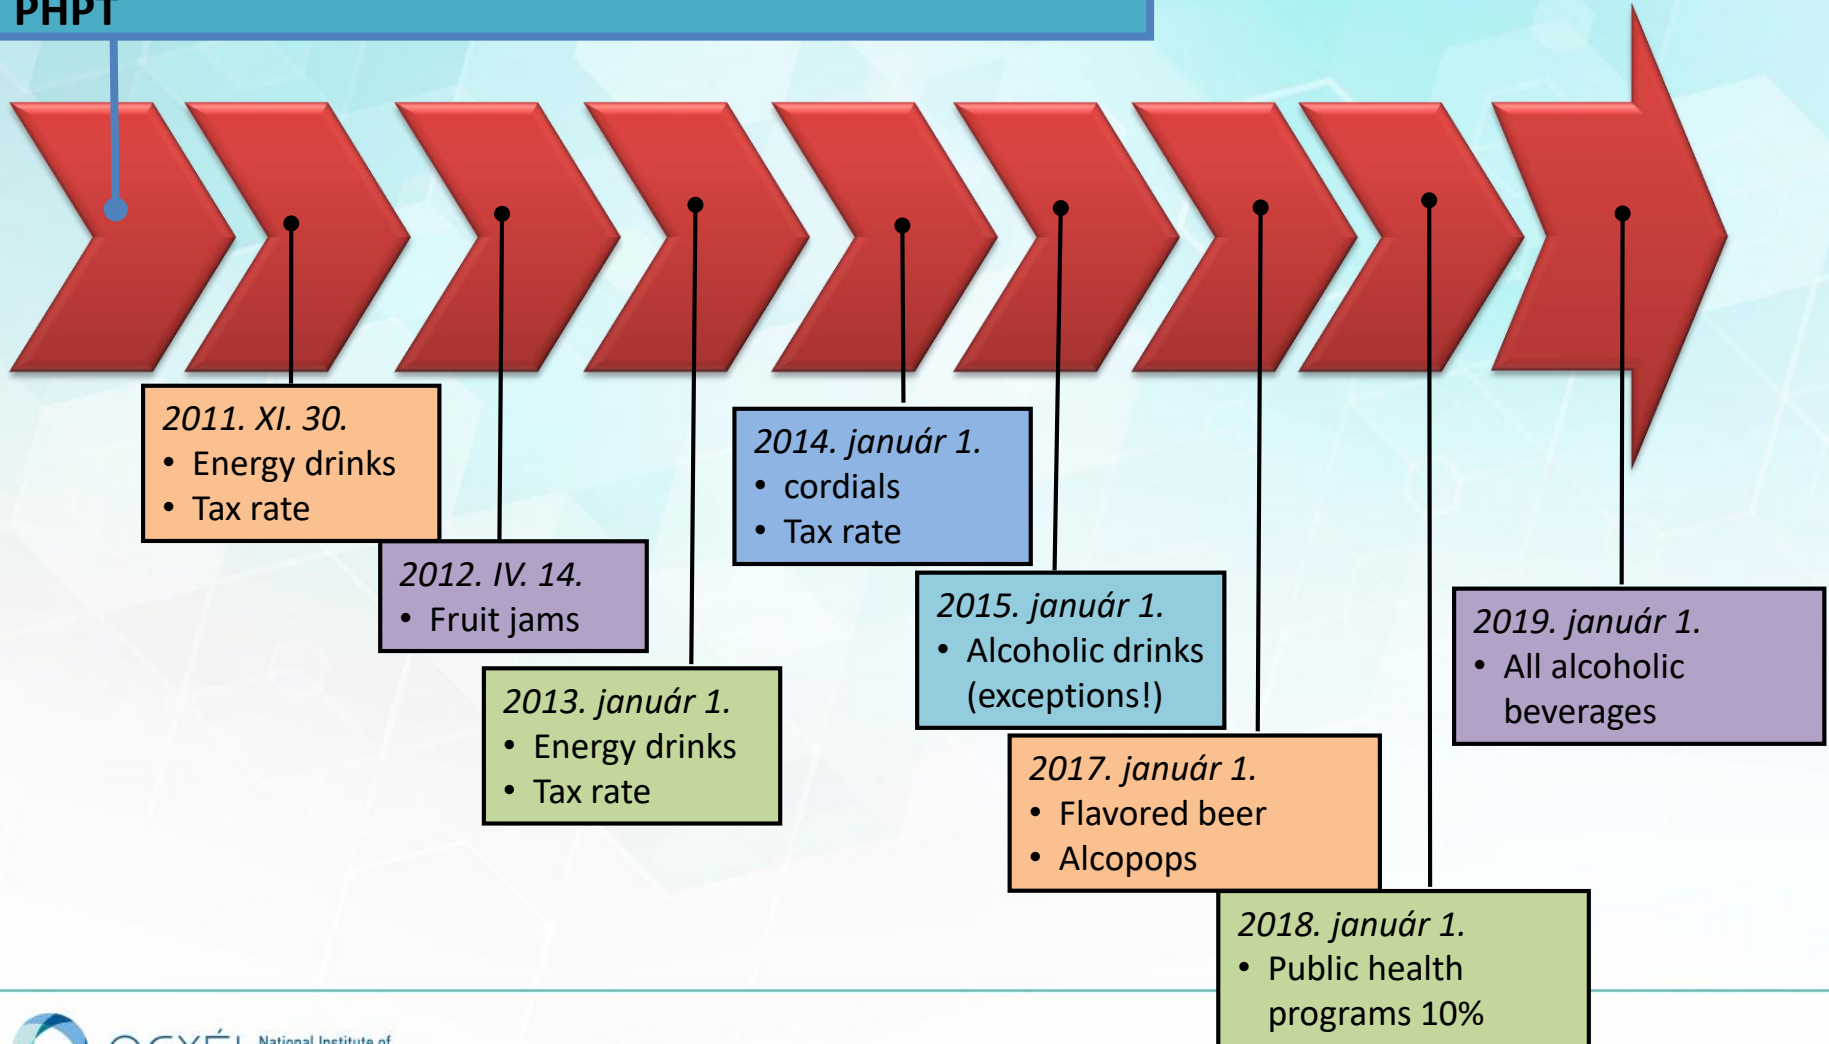 PHPT
2011. XI. 30.
• Energy drinks
• Tax rate
2012. IV. 14.
• Fruit jams
2013. január 1.
• Energy drinks
• Tax rate
2014. január 1.
• cordials
• Tax rate
2015. január 1.
• Alcoholic drinks
(exceptions!)
2017. január 1.
• Flavored beer
• Alcopops
2018. január 1.
• Public health
programs 10%
2019. január 1.
• All alcoholic
beverages
National Institute of